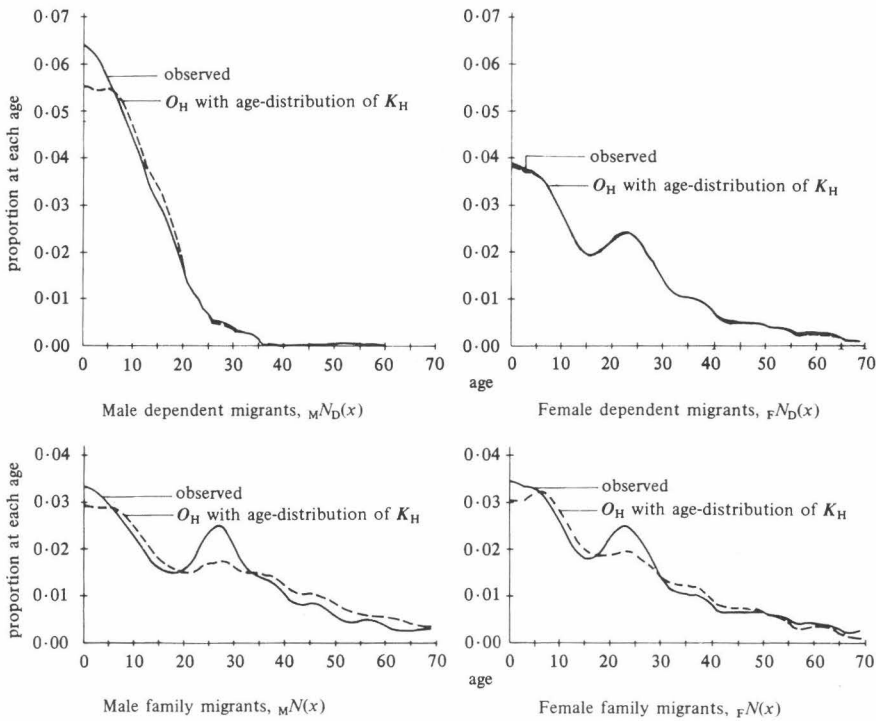 0·07
0·06
0·05
0·04
0·03
0·02
0·01
0·00
proportion at each age
observed
O_H with age-distribution of K_H
0 10 20 30 40 50 60 70
Male dependent migrants, _MN_D(x)
0·07
0·06
0·05
0·04
0·03
0·02
0·01
0·00
observed
O_H with age-distribution of K_H
0 10 20 30 40 50 60 70
age
Female dependent migrants, _FN_D(x)
0·04
0·03
0·02
0·01
0·00
proportion at each age
observed
O_H with age-distribution of K_H
0 10 20 30 40 50 60 70
Male family migrants, _MN(x)
0·04
0·03
0·02
0·01
0·00
observed
O_H with age-distribution of K_H
0 10 20 30 40 50 60 70
age
Female family migrants, _FN(x)